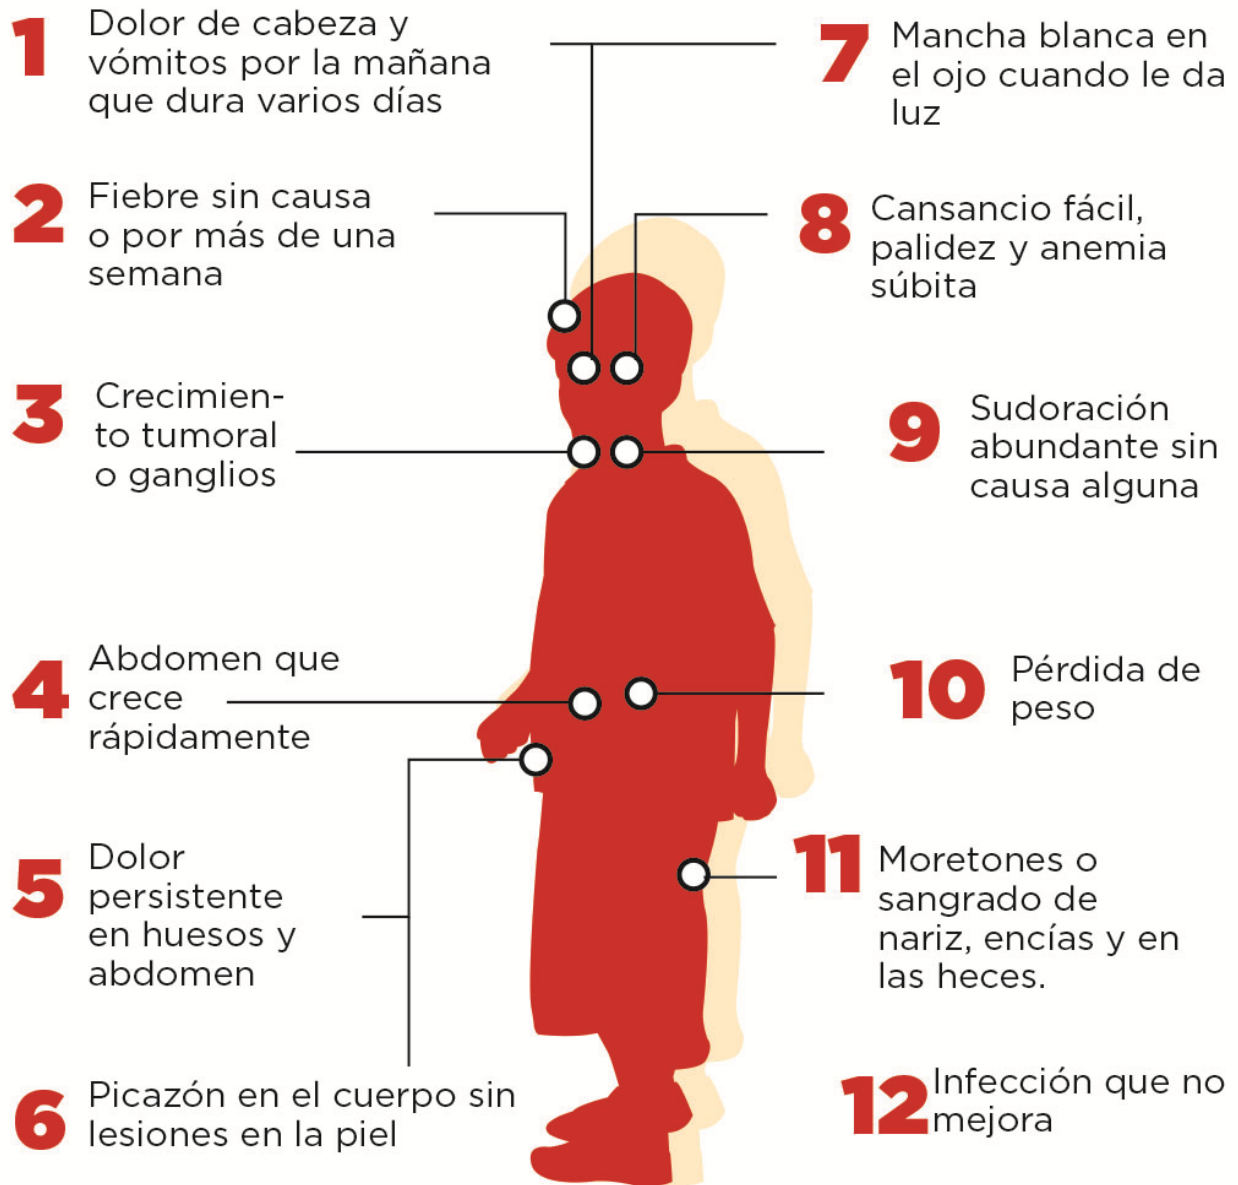 1
Dolor de cabeza y
vómitos por la mañana
que dura varios días
2
Fiebre sin causa
o por más de una
semana
3
Crecimien-
to tumoral
o ganglios
4
Abdomen que
crece
rápidamente
5
Dolor
persistente
en huesos y
abdomen
6
Picazón en el cuerpo sin
lesiones en la piel
7
Mancha blanca en
el ojo cuando le da
luz
8
Cansancio fácil,
palidez y anemia
súbita
9
Sudoración
abundante sin
causa alguna
10
Pérdida de
peso
11
Moretones o
sangrado de
nariz, encías y en
las heces.
12
Infección que no
mejora